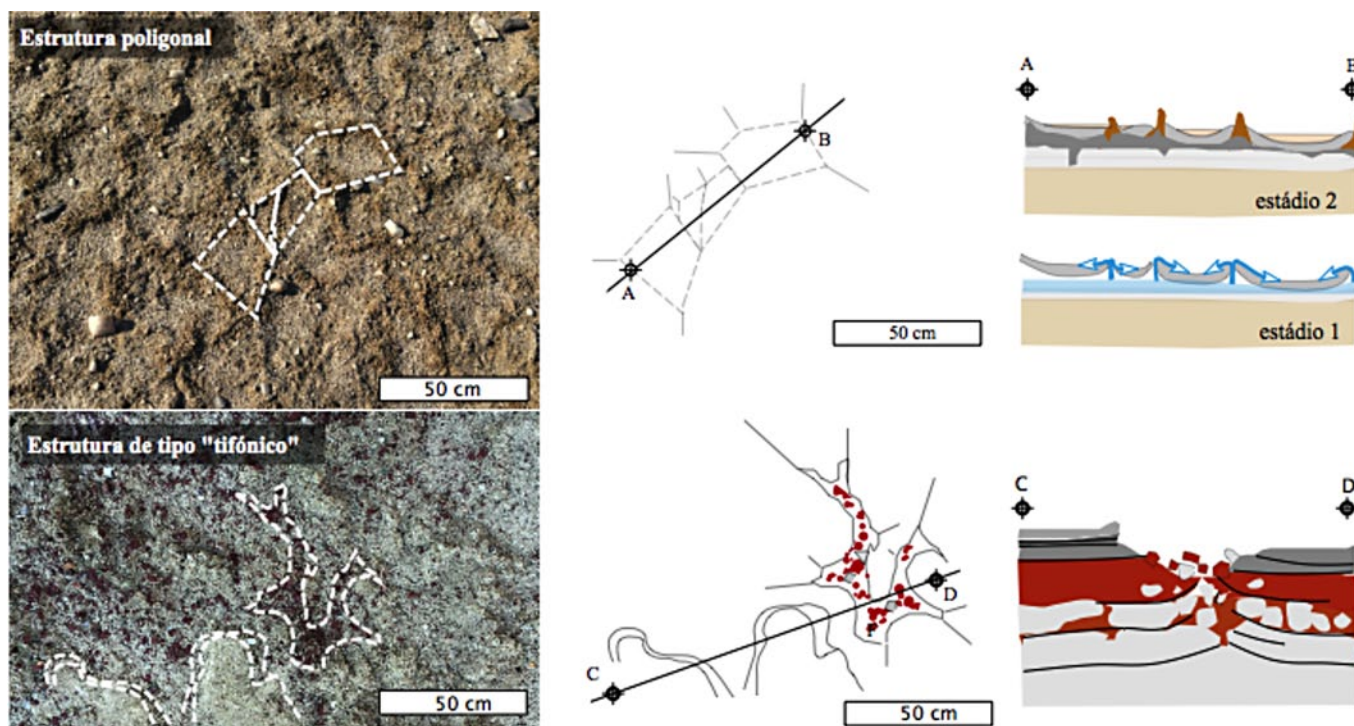 Estrutura poligonal
50 cm
A
B
50 cm
A
B
estádio 2
estádio 1
Estrutura de tipo "tifónico"
50 cm
C
D
50 cm
C
D